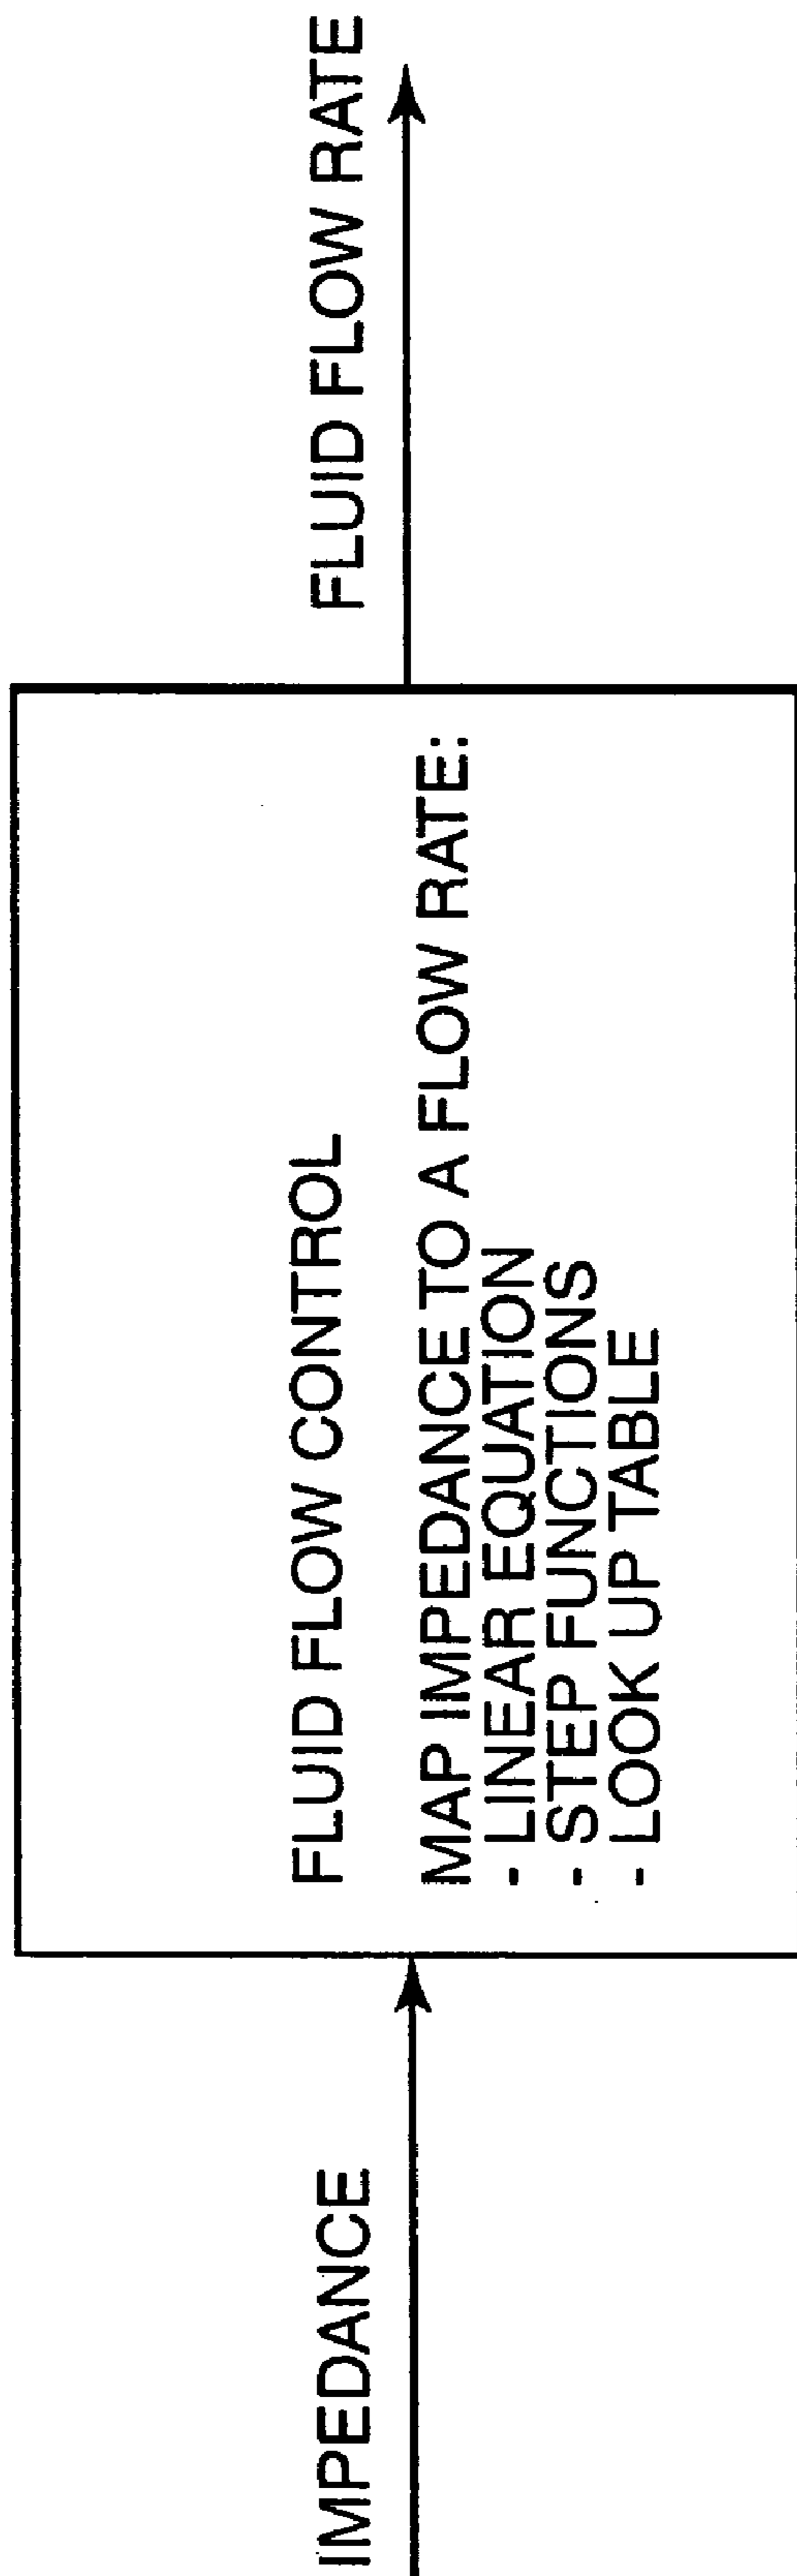 IMPEDANCE
FLUID FLOW CONTROL
MAP IMPEDANCE TO A FLOW RATE:
- LINEAR EQUATION
- STEP FUNCTIONS
- LOOK UP TABLE
FLUID FLOW RATE